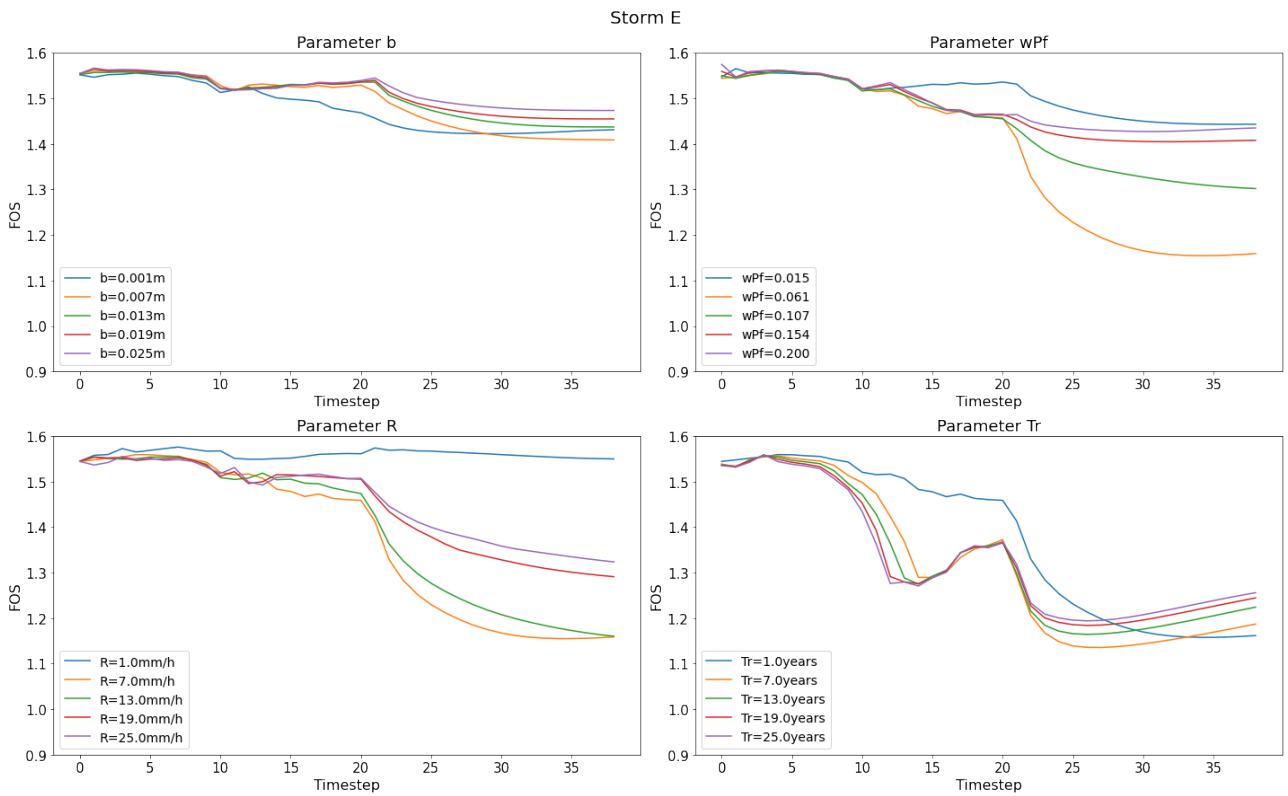 Storm E
Parameter b
1.6
1.5
1.4
1.3
1.2
1.1
1.0
0.9
FOS
b=0.001m
b=0.007m
b=0.013m
b=0.019m
b=0.025m
0 5 10 15 20 25 30 35
Timestep
Parameter wPf
1.6
1.5
1.4
1.3
1.2
1.1
1.0
0.9
FOS
wPf=0.015
wPf=0.061
wPf=0.107
wPf=0.154
wPf=0.200
0 5 10 15 20 25 30 35
Timestep
Parameter R
1.6
1.5
1.4
1.3
1.2
1.1
1.0
0.9
FOS
R=1.0mm/h
R=7.0mm/h
R=13.0mm/h
R=19.0mm/h
R=25.0mm/h
0 5 10 15 20 25 30 35
Timestep
Parameter Tr
1.6
1.5
1.4
1.3
1.2
1.1
1.0
0.9
FOS
Tr=1.0years
Tr=7.0years
Tr=13.0years
Tr=19.0years
Tr=25.0years
0 5 10 15 20 25 30 35
Timestep